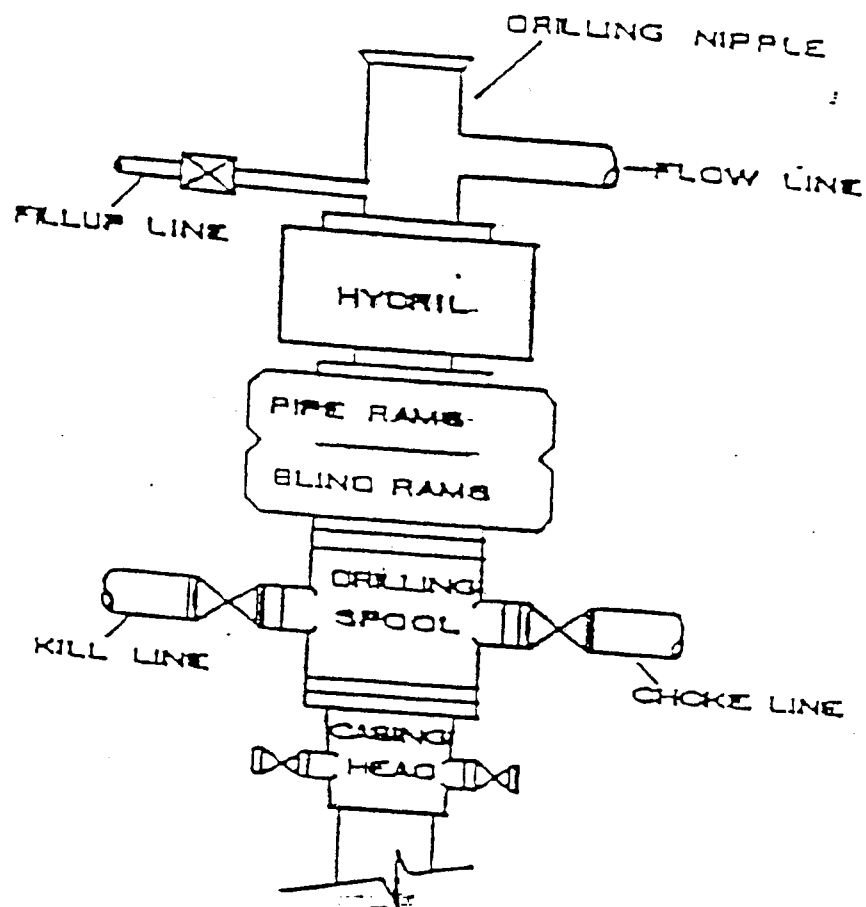 DRILLING NIPPLE
FLOW LINE
FILLUP LINE
HYDRIL
PIPE RAMS
BLIND RAMS
DRILLING
SPOOL
KILL LINE
CHOKE LINE
CASING
HEAD